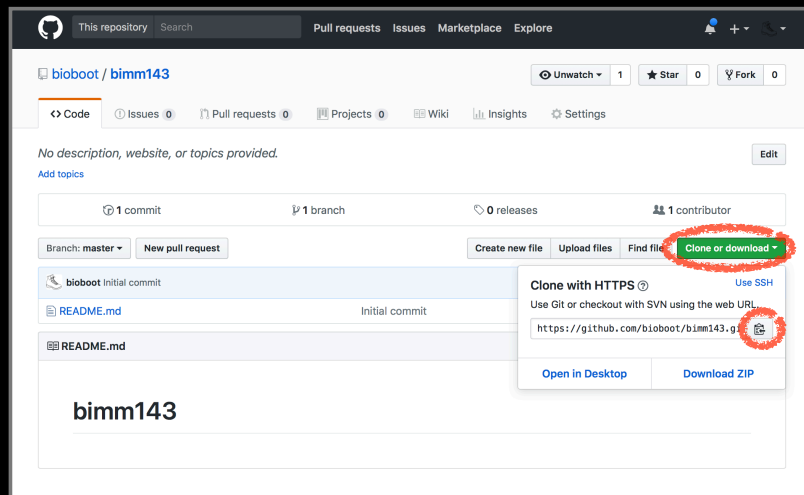 This repository Search Pull requests Issues Marketplace Explore
bioboot / bimm143 Unwatch 1 Star 0 Fork 0
Code Issues 0 Pull requests 0 Projects 0 Wiki Insights Settings
No description, website, or topics provided. Edit
Add topics
1 commit 1 branch 0 releases 1 contributor
Branch: master New pull request Create new file Upload files Find file Clone or download
bioboot Initial commit
README.md Initial commit
Clone with HTTPS Use SSH
Use Git or checkout with SVN using the web URL.
https://github.com/bioboot/bimm143.gi
Open in Desktop Download ZIP
README.md
bimm143